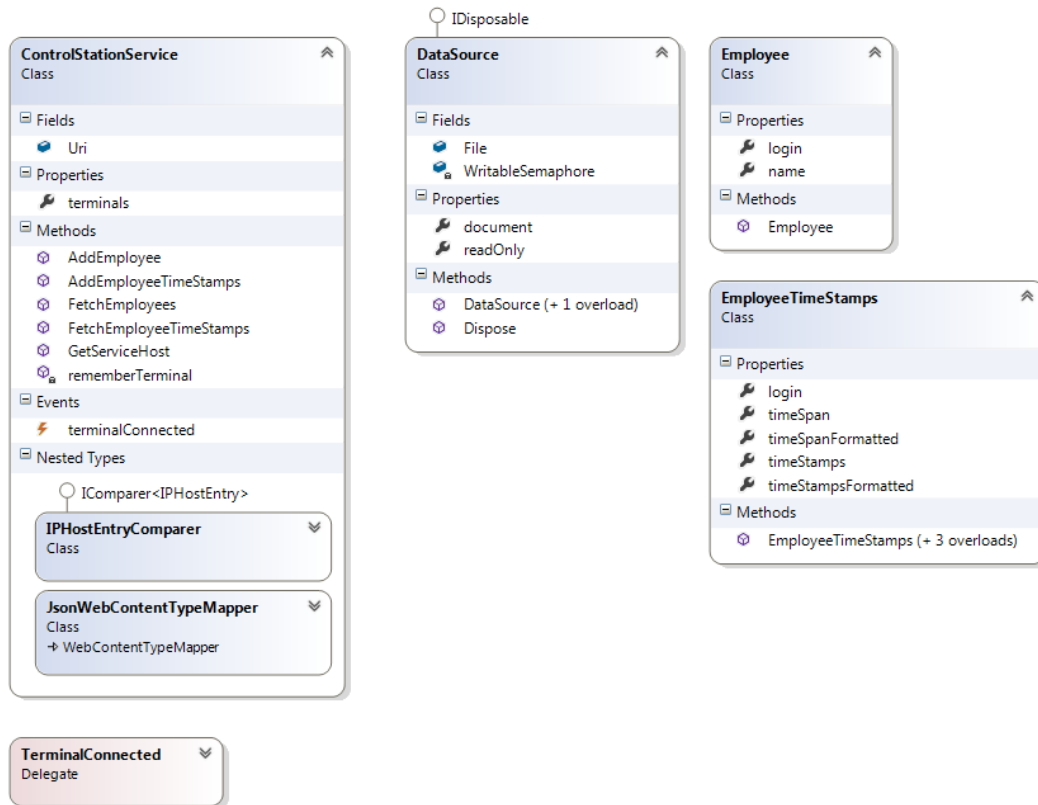 ControlStationService
Class
Fields
Uri
Properties
terminals
Methods
AddEmployee
AddEmployeeTimeStamps
FetchEmployees
FetchEmployeeTimeStamps
GetServiceHost
rememberTerminal
Events
terminalConnected
Nested Types
IComparer<IPHostEntry>
IPHostEntryComparer
Class
JsonWebContentTypeMapper
Class
WebContentTypeMapper
TerminalConnected
Delegate
IDisposable
DataSource
Class
Fields
File
WritableSemaphore
Properties
document
readOnly
Methods
DataSource (+ 1 overload)
Dispose
Employee
Class
Properties
login
name
Methods
Employee
EmployeeTimeStamps
Class
Properties
login
timeSpan
timeSpanFormatted
timeStamps
timeStampsFormatted
Methods
EmployeeTimeStamps (+ 3 overloads)